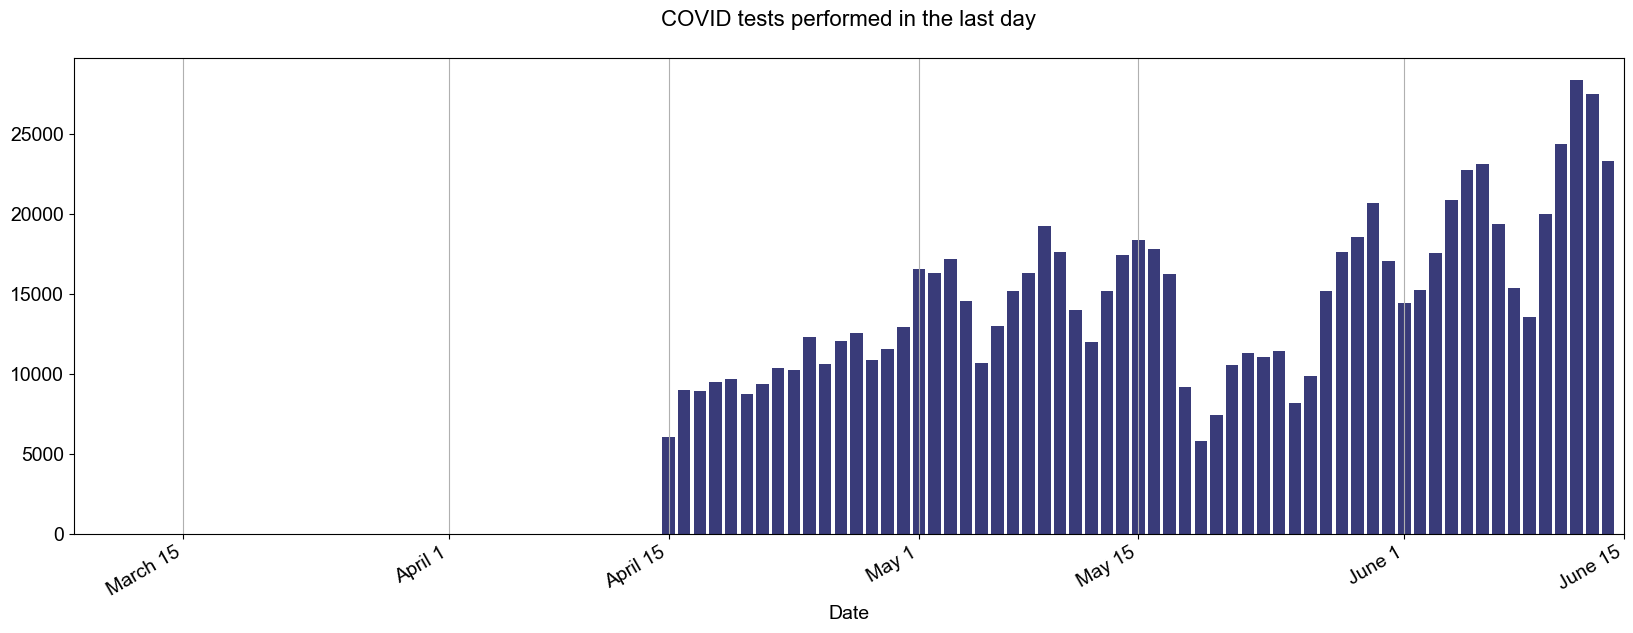 COVID tests performed in the last day
25000
20000
15000
10000
5000
0
March 15
April 1
April 15
May 1
May 15
June 1
June 15
Date